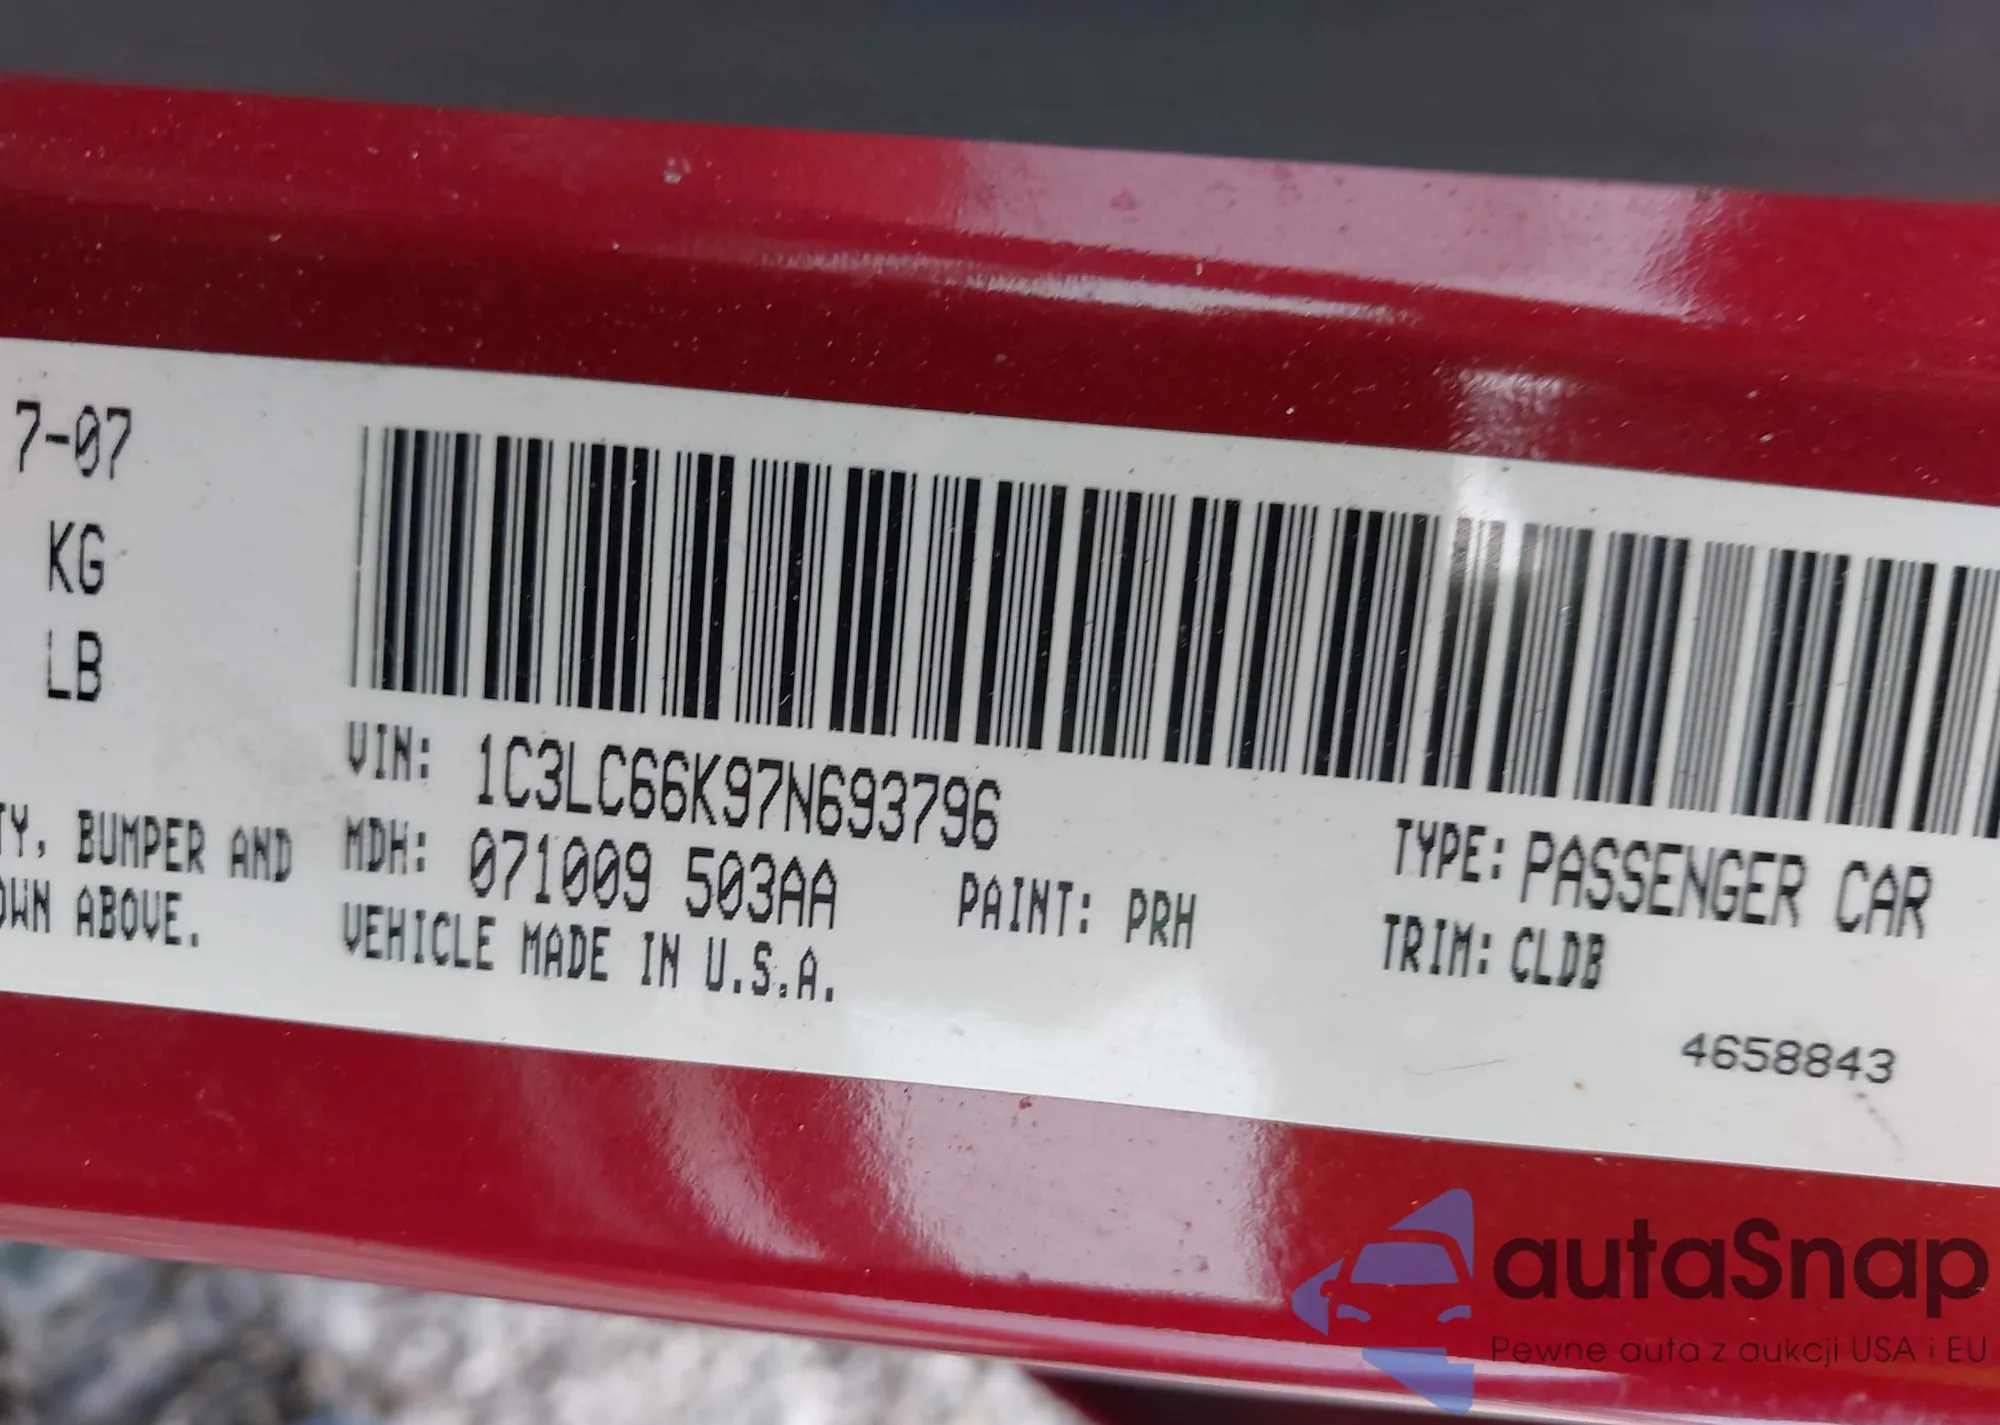 7-07
KG
LB
VIN: 1C3LC66K97N693796
TY, BUMPER AND
MDH: 071009 503AA
PAINT: PRH
TYPE: PASSENGER CAR
OWN ABOVE.
VEHICLE MADE IN U.S.A.
TRIM: CLDB
4658843
autaSnap
Pewne auta z aukcji USA i EU